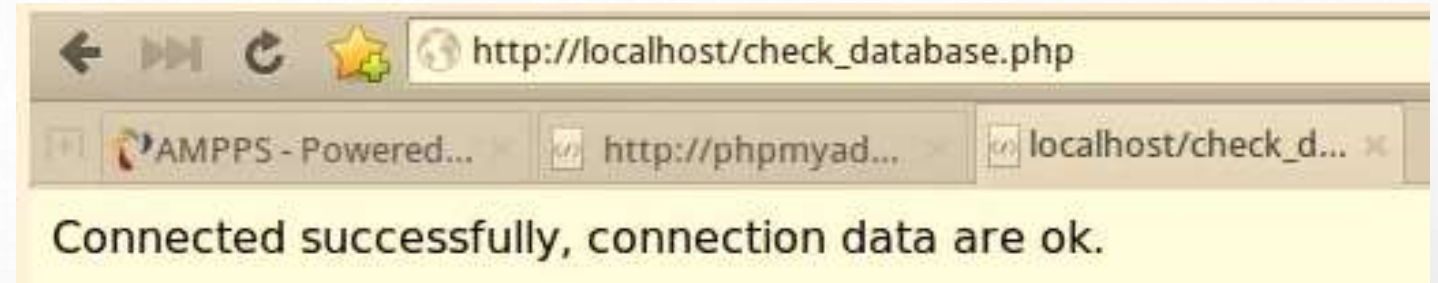 http://localhost/check_database.php
AMPPS - Powered... http://phpmyad... localhost/check_d...
Connected successfully, connection data are ok.